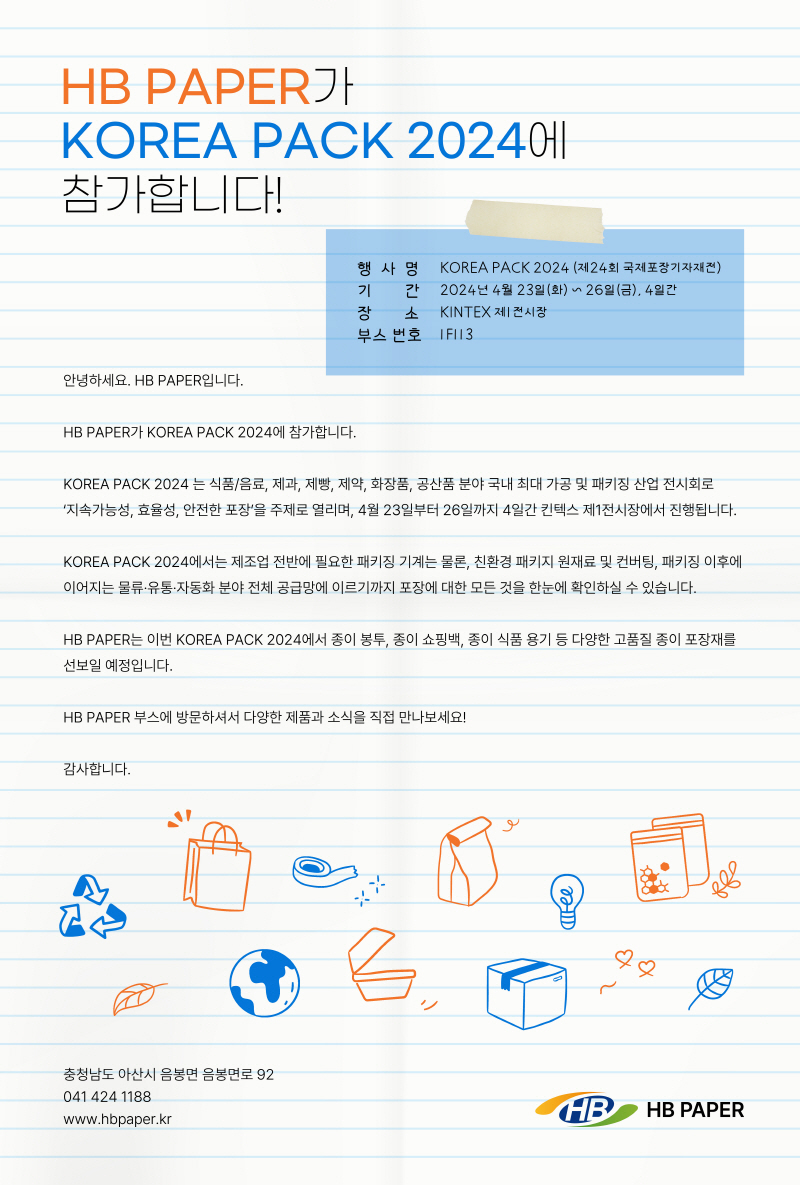 HB PAPER가
KOREA PACK 2024에
참가합니다!
행 사 명 KOREA PACK 2024 (제24회 국제포장기자재전)
기 간 2024년 4월 23일(화) ~ 26일(금), 4일간
장 소 KINTEX 제1전시장
부스 번호 1F113
안녕하세요. HB PAPER입니다.
HB PAPER가 KOREA PACK 2024에 참가합니다.
KOREA PACK 2024 는 식품/음료, 제과, 제빵, 제약, 화장품, 공산품 분야 국내 최대 가공 및 패키징 산업 전시회로
‘지속가능성, 효율성, 안전한 포장’을 주제로 열리며, 4월 23일부터 26일까지 4일간 킨텍스 제1전시장에서 진행됩니다.
KOREA PACK 2024에서는 제조업 전반에 필요한 패키징 기계는 물론, 친환경 패키지 원재료 및 컨버팅, 패키징 이후에
이어지는 물류·유통·자동화 분야 전체 공급망에 이르기까지 포장에 대한 모든 것을 한눈에 확인하실 수 있습니다.
HB PAPER는 이번 KOREA PACK 2024에서 종이 봉투, 종이 쇼핑백, 종이 식품 용기 등 다양한 고품질 종이 포장재를
선보일 예정입니다.
HB PAPER 부스에 방문하셔서 다양한 제품과 소식을 직접 만나보세요!
감사합니다.
충청남도 아산시 음봉면 음봉면로 92
041 424 1188
www.hbpaper.kr
HB HB PAPER